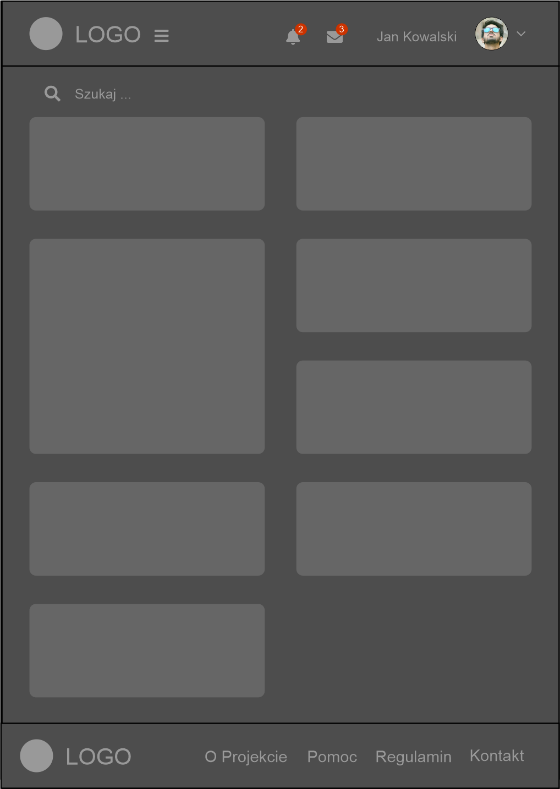 LOGO 2 3 Jan Kowalski
Szukaj ...
LOGO O Projekcie Pomoc Regulamin Kontakt